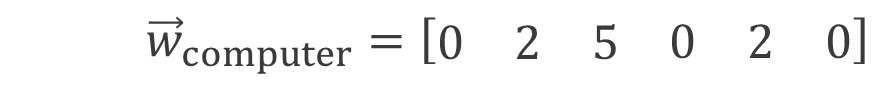 w⃗computer = [0 2 5 0 2 0]